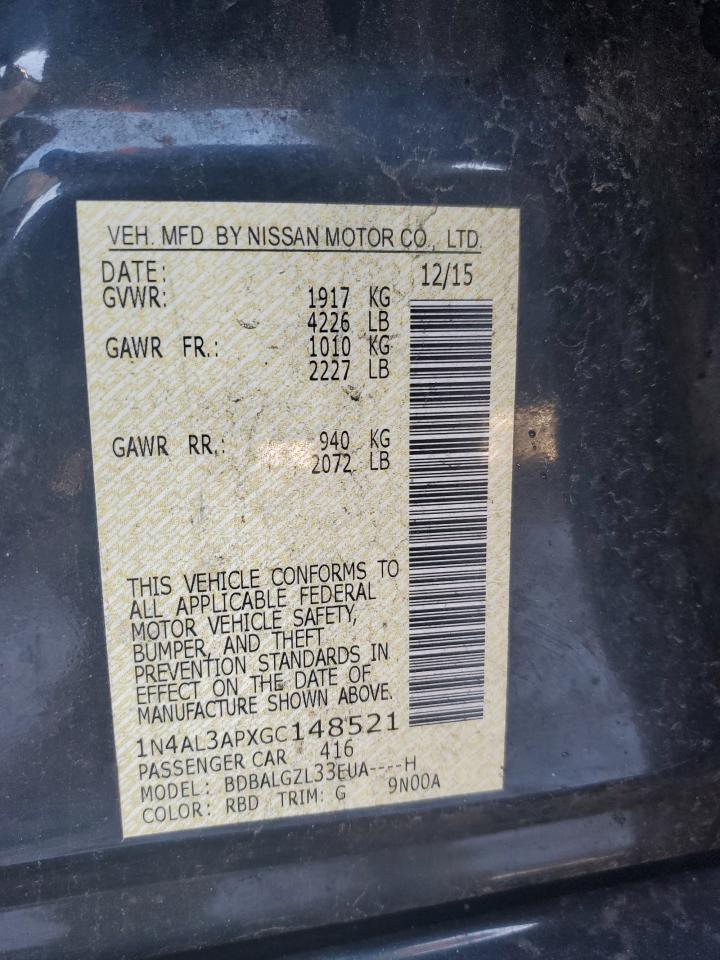 VEH. MFD BY NISSAN MOTOR CO., LTD.
DATE: 12/15
GVWR: 1917 KG
4226 LB
GAWR FR.: 1010 KG
2227 LB
GAWR RR.: 940 KG
2072 LB
THIS VEHICLE CONFORMS TO
ALL APPLICABLE FEDERAL
MOTOR VEHICLE SAFETY,
BUMPER, AND THEFT
PREVENTION STANDARDS IN
EFFECT ON THE DATE OF
MANUFACTURE SHOWN ABOVE.
1N4AL3APXGC148521
PASSENGER CAR 416
MODEL: BDBALGZL33EUA----H
COLOR: RBD TRIM: G 9N00A